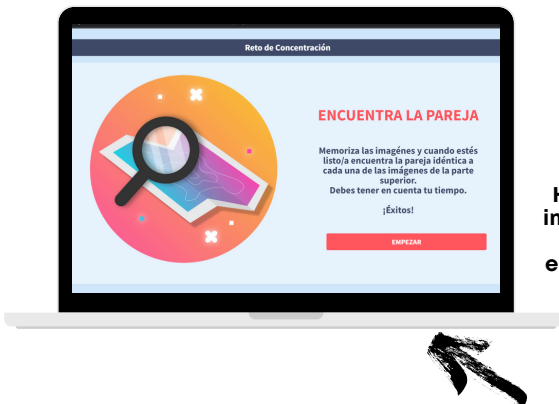 Reto de Concentración
ENCUENTRA LA PAREJA
Memoriza las imagénes y cuando estés
listo/a encuentra la pareja idéntica a
cada una de las imágenes de la parte
superior.
Debes tener en cuenta tu tiempo.
¡Éxitos!
EMPEZAR